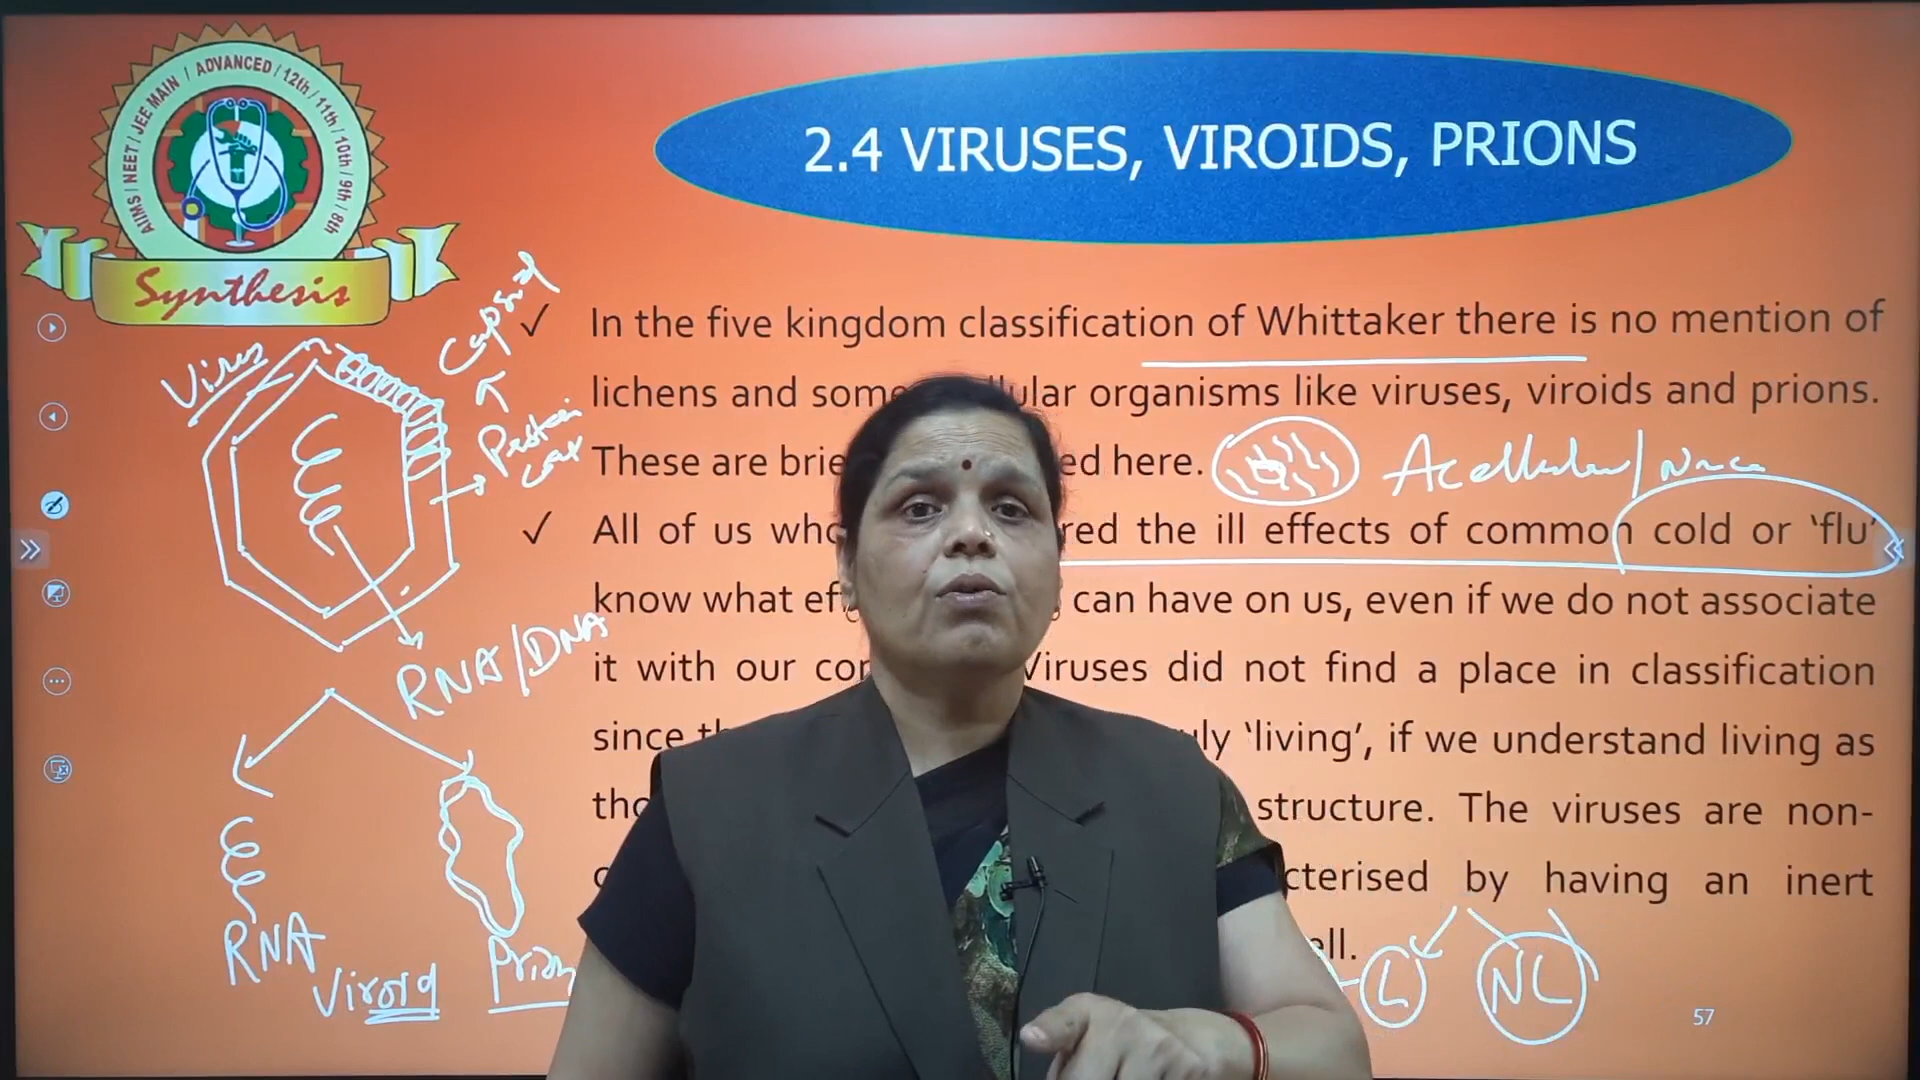 AIIMS | NEET | JEE MAIN / ADVANCED / 12th / 11th / 10th / 9th / 8th
Synthesis
2.4 VIRUSES, VIROIDS, PRIONS
✓ In the five kingdom classification of Whittaker there is no mention of
lichens and some ular organisms like viruses, viroids and prions.
These are brie ed here.
Acellular/
✓ All of us who red the ill effects of common cold or ‘flu’
know what eff can have on us, even if we do not associate
it with our con Viruses did not find a place in classification
since th uly ‘living’, if we understand living as
tho structure. The viruses are non-
cterised by having an inert
ell.
L NL
57
Virus
Capsid
Protein
coat
RNA/DNA
RNA
Viroid
Prion